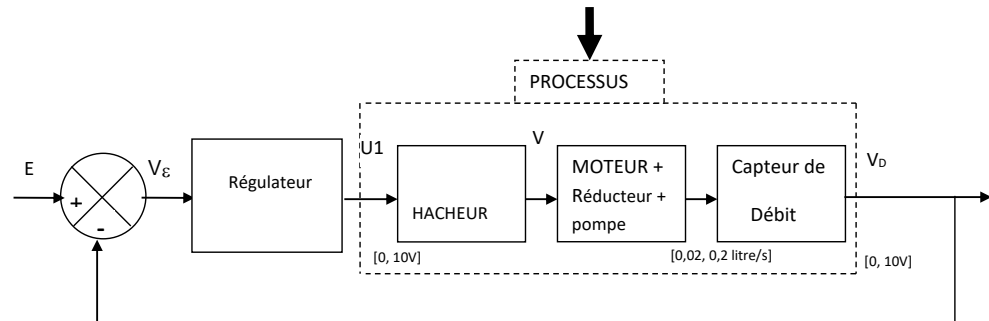 PROCESSUS
E
Vε
+
-
Régulateur
U1
HACHEUR
[0, 10V]
V
MOTEUR +
Réducteur +
pompe
[0,02, 0,2 litre/s]
Capteur de
Débit
VD
[0, 10V]